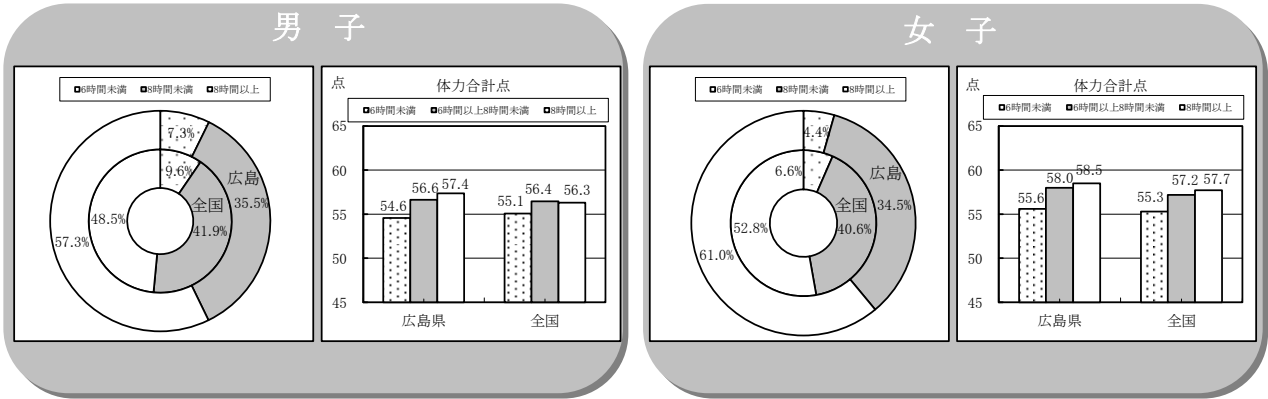 男　子
6時間未満 8時間未満 8時間以上
7.3%
9.6%
広島
35.5%
全国
41.9%
48.5%
57.3%
点
体力合計点
6時間未満 6時間以上8時間未満 8時間以上
65
60
55
50
45
54.6
56.6
57.4
55.1
56.4
56.3
広島県
全国
女　子
6時間未満 8時間未満 8時間以上
4.4%
6.6%
広島
34.5%
全国
40.6%
52.8%
61.0%
点
体力合計点
6時間未満 6時間以上8時間未満 8時間以上
65
60
55
50
45
55.6
58.0
58.5
55.3
57.2
57.7
広島県
全国